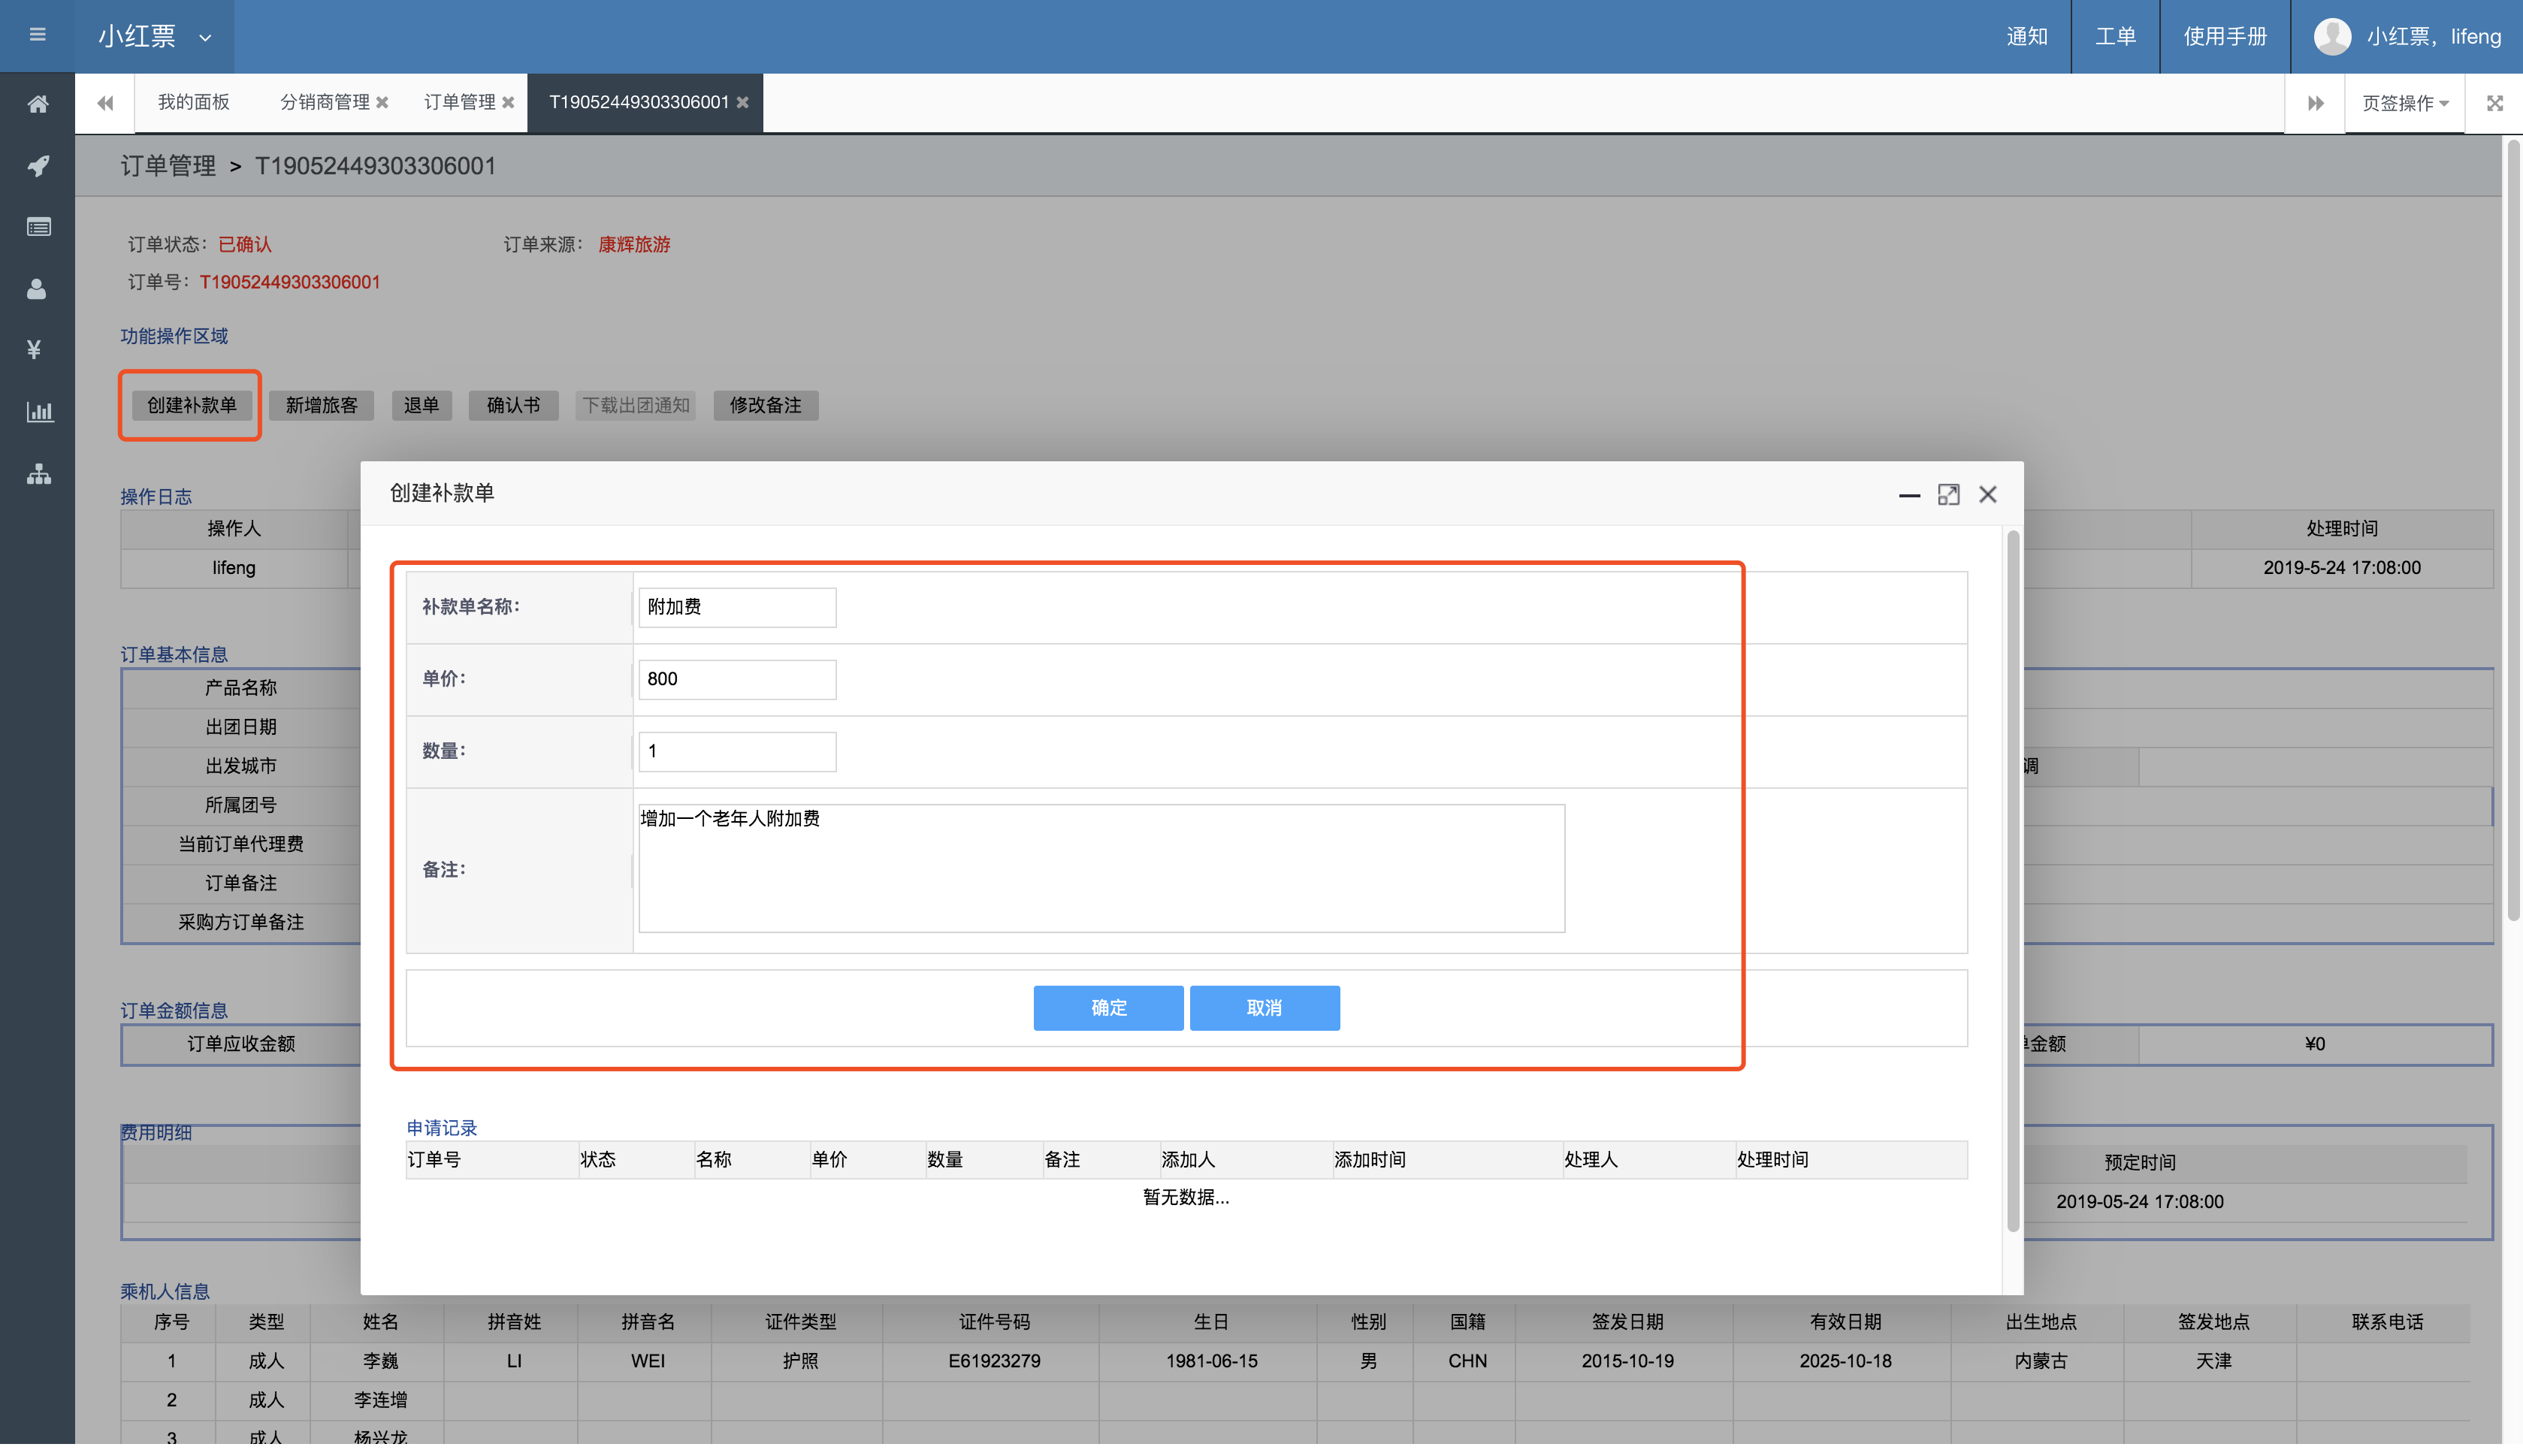 小红票
通知 工单 使用手册 小红票，lifeng
我的面板 分销商管理 订单管理 T19052449303306001 页签操作
订单管理 > T19052449303306001
订单状态：已确认 订单来源：康辉旅游
订单号：T19052449303306001
功能操作区域
创建补款单 新增旅客 退单 确认书 下载出团通知 修改备注
创建补款单
操作日志
操作人 处理时间
lifeng 2019-5-24 17:08:00
补款单名称： 附加费
订单基本信息
产品名称
单价： 800
出团日期
数量： 1
出发城市 调
所属团号
增加一个老年人附加费
当前订单代理费
备注：
订单备注
采购方订单备注
确定 取消
订单金额信息
订单应收金额 金额 ¥0
申请记录
费用明细
订单号 状态 名称 单价 数量 备注 添加人 添加时间 处理人 处理时间
预定时间
暂无数据...
2019-05-24 17:08:00
乘机人信息
序号 类型 姓名 拼音姓 拼音名 证件类型 证件号码 生日 性别 国籍 签发日期 有效日期 出生地点 签发地点 联系电话
1 成人 李巍 LI WEI 护照 E61923279 1981-06-15 男 CHN 2015-10-19 2025-10-18 内蒙古 天津
2 成人 李连增
3 成人 杨兴龙